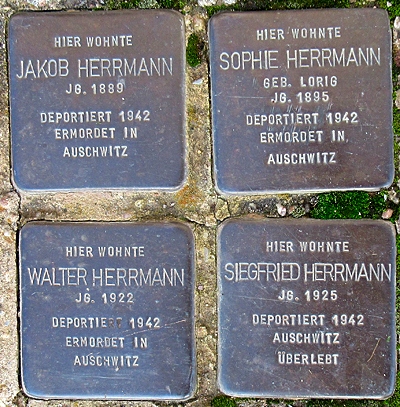 HIER WOHNTE
JAKOB HERRMANN
JG. 1889
DEPORTIERT 1942
ERMORDET IN
AUSCHWITZ
HIER WOHNTE
SOPHIE HERRMANN
GEB. LORIG
JG. 1895
DEPORTIERT 1942
ERMORDET IN
AUSCHWITZ
HIER WOHNTE
WALTER HERRMANN
JG. 1922
DEPORTIERT 1942
ERMORDET IN
AUSCHWITZ
HIER WOHNTE
SIEGFRIED HERRMANN
JG. 1925
DEPORTIERT 1942
AUSCHWITZ
ÜBERLEBT